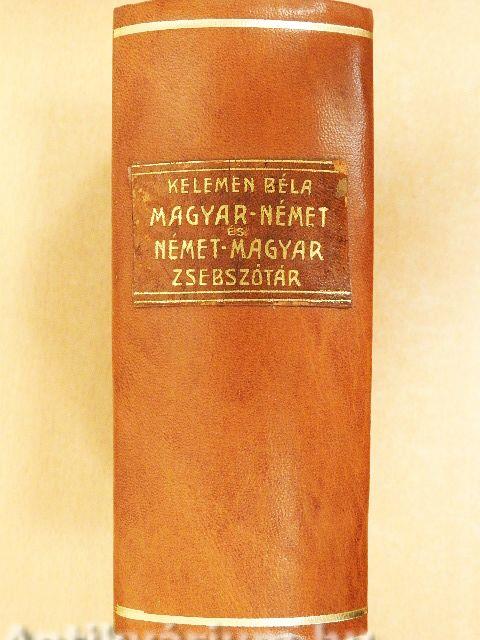 KELEMEN BÉLA
MAGYAR-NÉMET
ÉS
NÉMET-MAGYAR
ZSEBSZÓTÁR